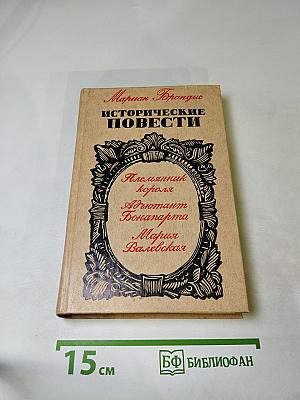 Мариан Брандыс
ИСТОРИЧЕСКИЕ
ПОВЕСТИ
Племянник
короля
Адъютант
Бонапарта
Мария
Валевская
15 см
БФ БИБЛИОФАН